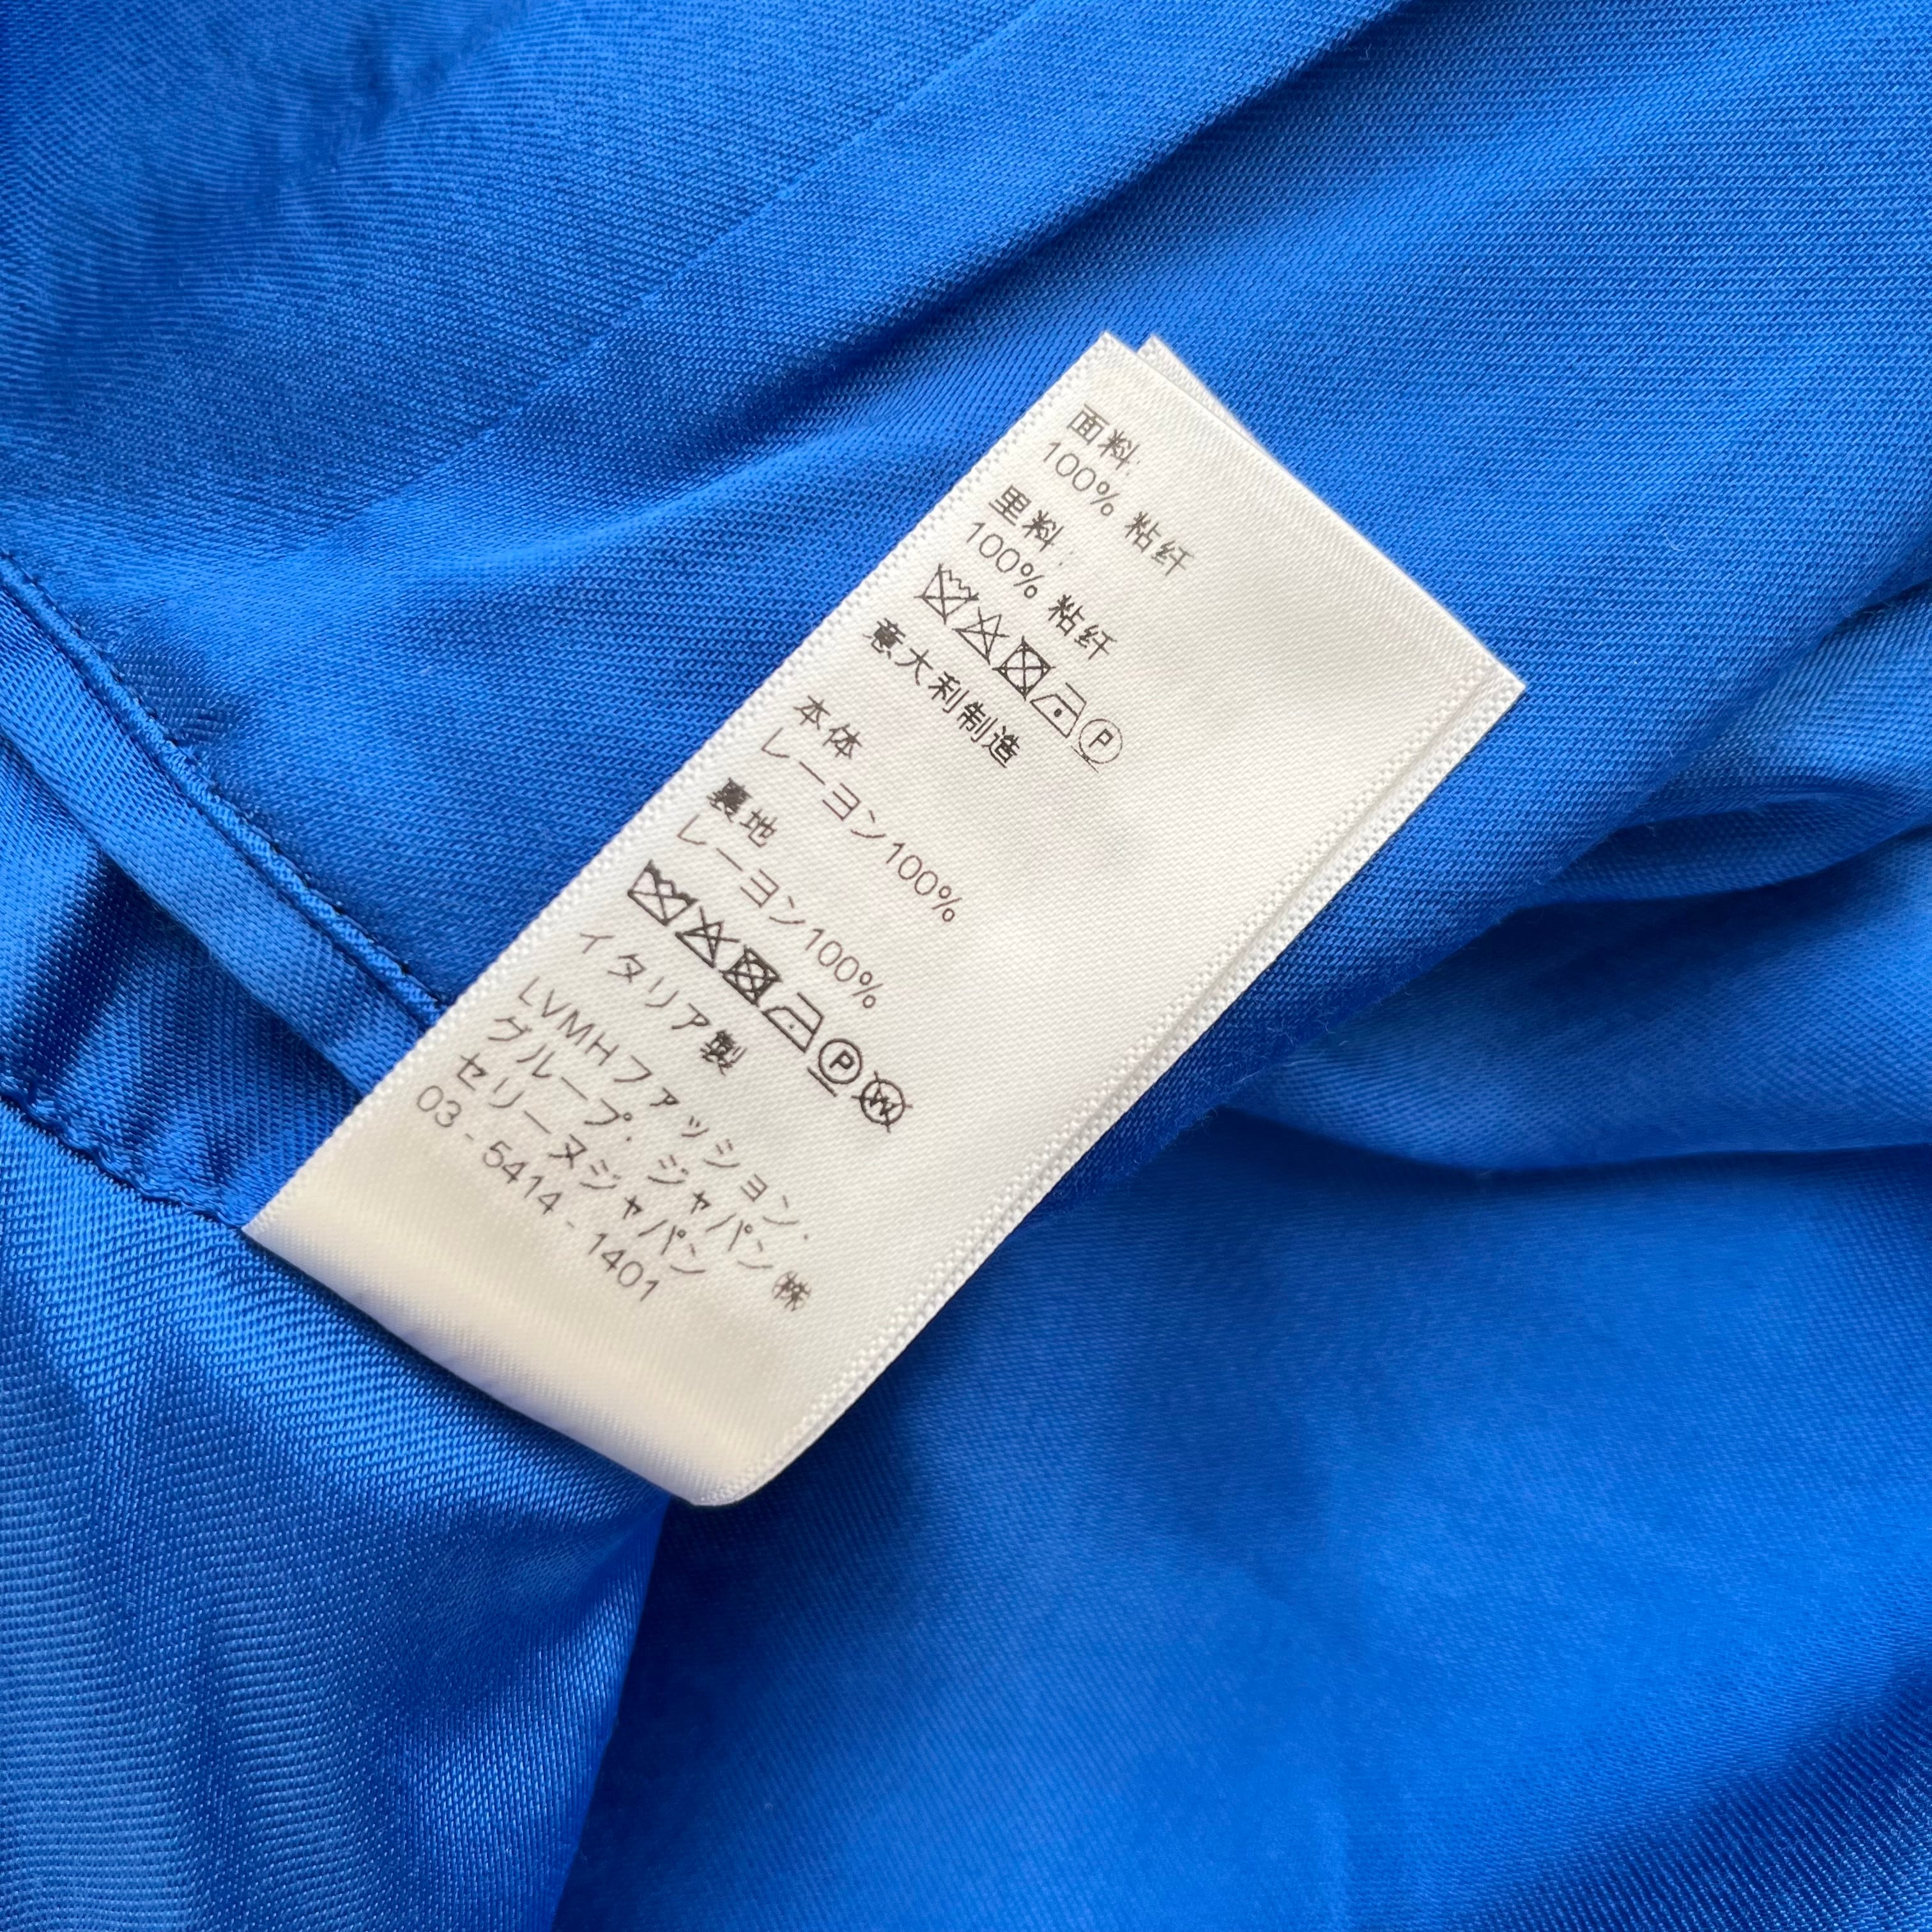 面料:
100% 粘纤
里料:
100% 粘纤
P
意大利制造
本体
レーヨン100%
裏地
レーヨン100%
P W
イタリア製
LVMHファッション・
グループ・ジャパン㈱
セリーヌジャパン
03-5414-1401